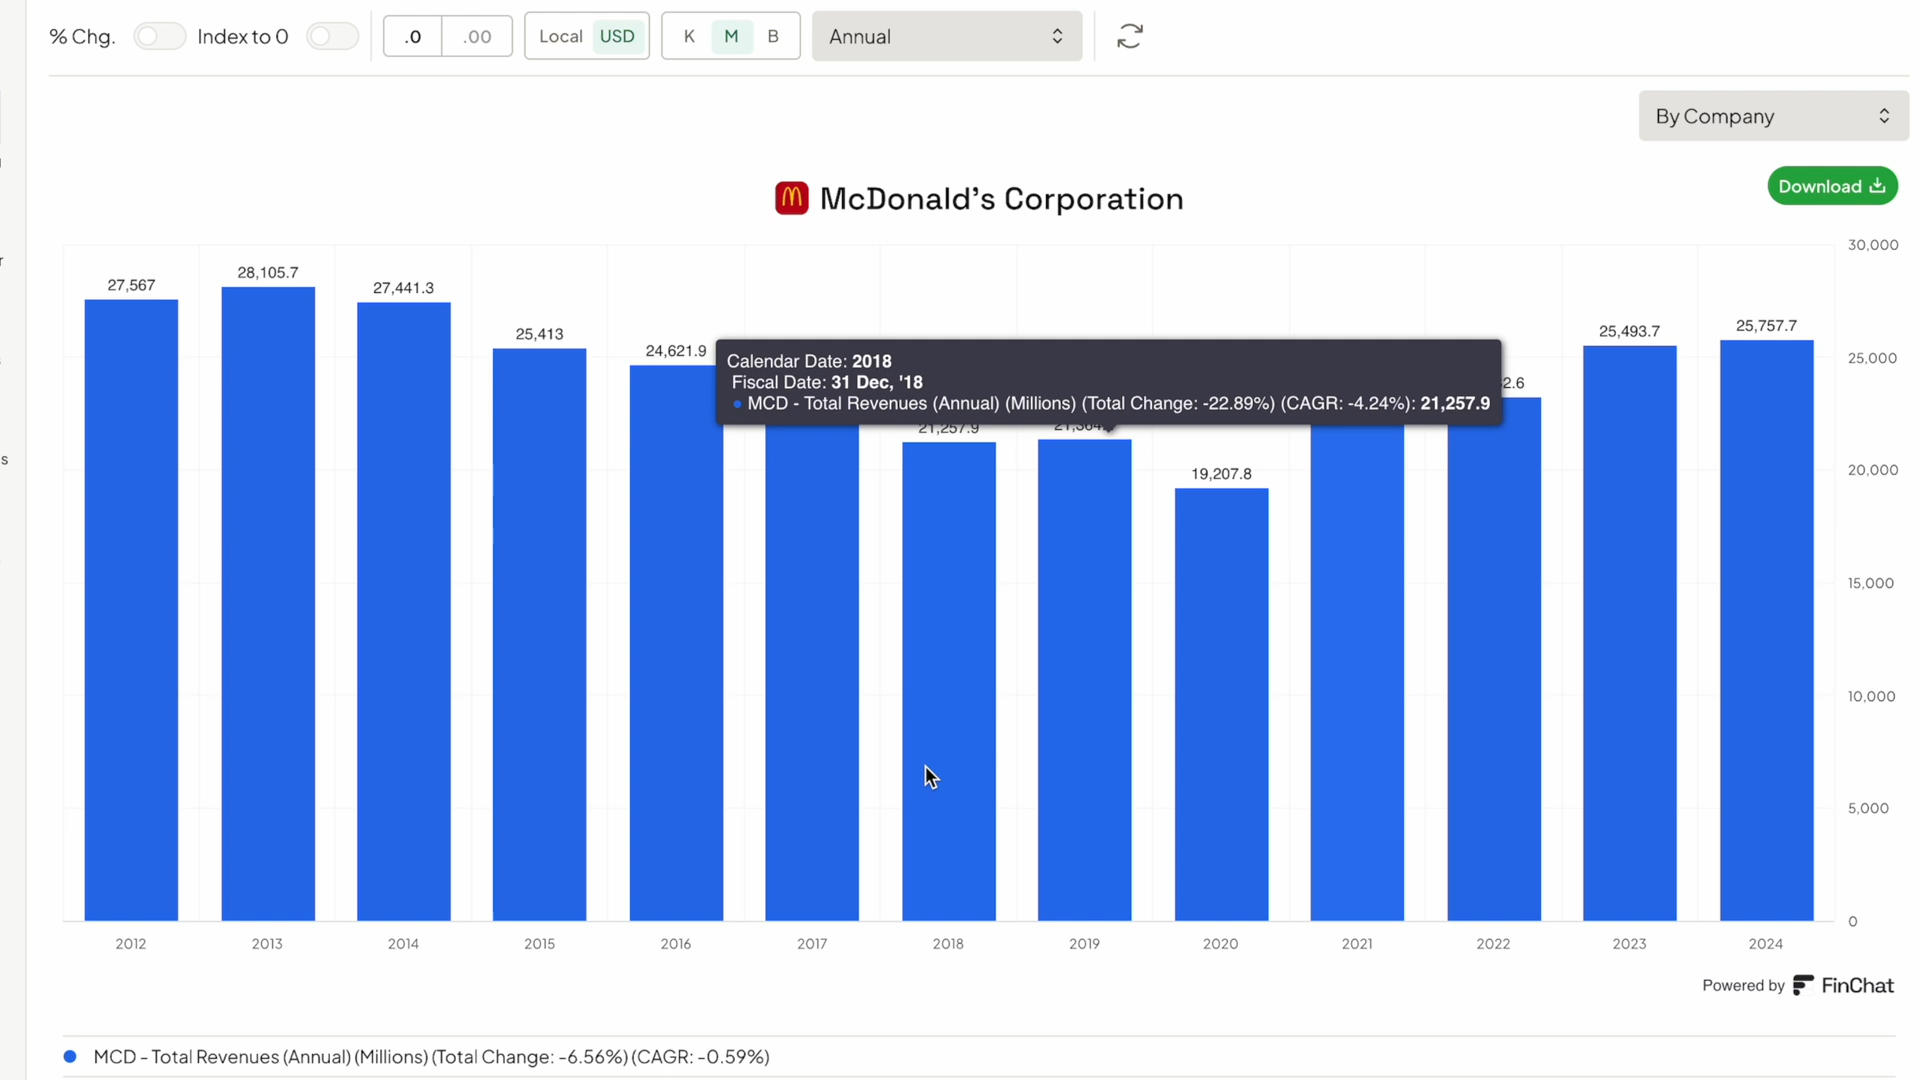 % Chg. Index to 0 .0 .00 Local USD K M B Annual
By Company
Download
McDonald's Corporation
30,000
28,105.7
27,567
27,441.3
25,757.7
25,493.7
25,413
24,621.9
25,000
Calendar Date: 2018
Fiscal Date: 31 Dec, '18
MCD - Total Revenues (Annual) (Millions) (Total Change: -22.89%) (CAGR: -4.24%): 21,257.9
2.6
21,257.9
20,000
19,207.8
15,000
10,000
5,000
0
2012 2013 2014 2015 2016 2017 2018 2019 2020 2021 2022 2023 2024
Powered by FinChat
MCD - Total Revenues (Annual) (Millions) (Total Change: -6.56%) (CAGR: -0.59%)